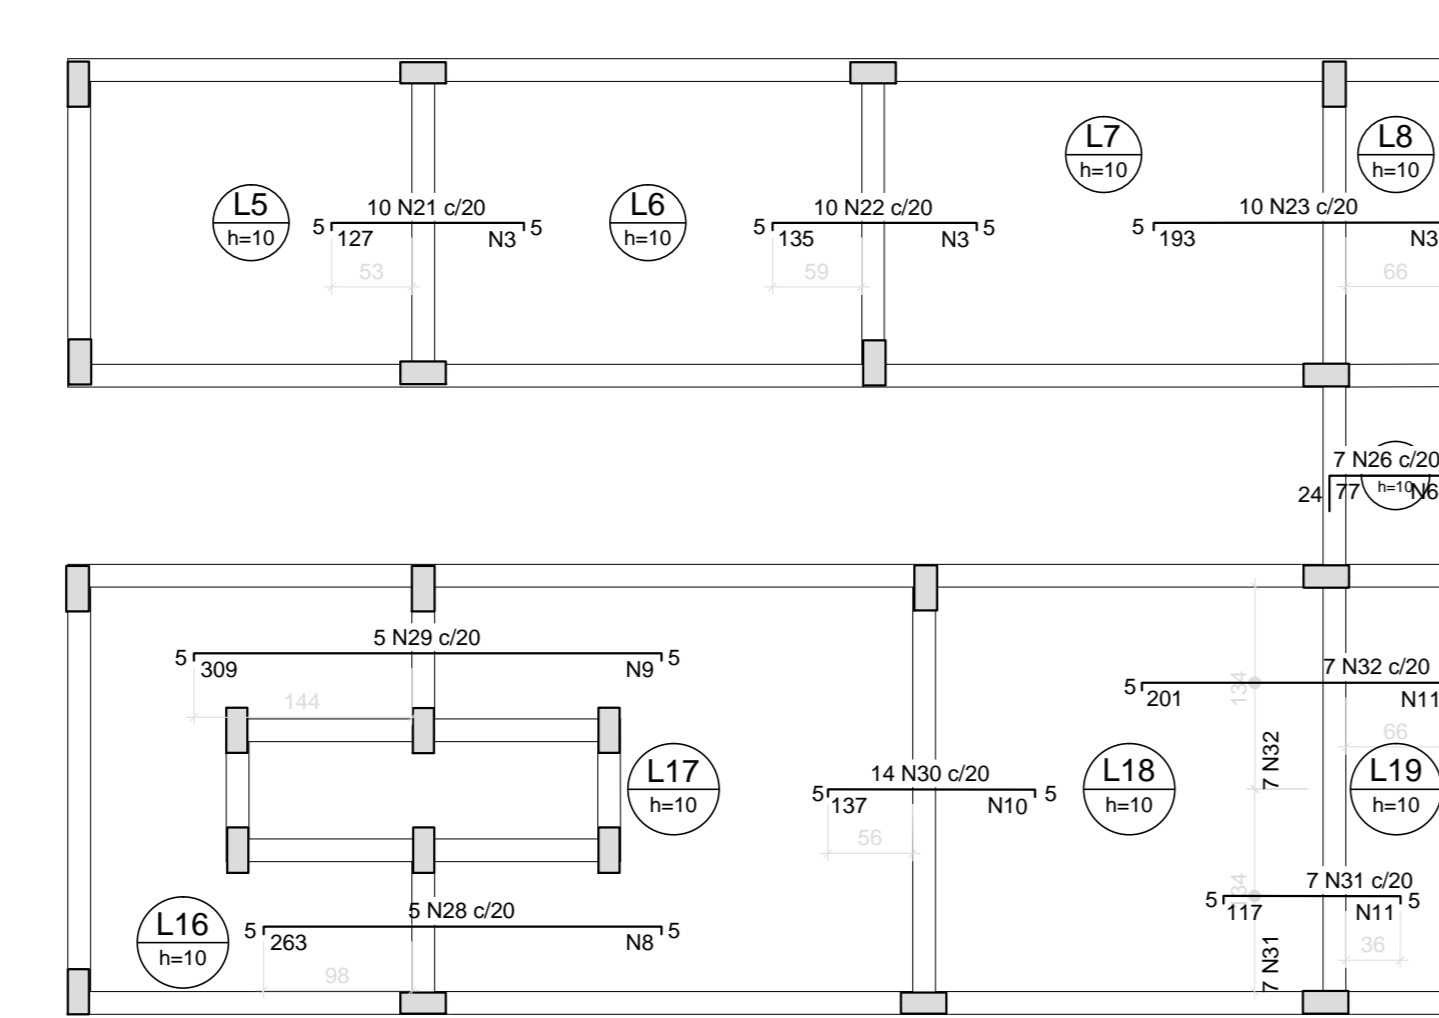 L5
h=10
10 N21 c/20
5
127
N3
5
53
L6
h=10
10 N22 c/20
5
135
N3
5
59
L7
h=10
10 N23 c/20
5
193
N3
L8
h=10
66
7 N26 c/20
24
77
h=10
N6
5 N29 c/20
5
309
N9
5
144
L17
h=10
14 N30 c/20
5
137
N10
5
56
L18
h=10
7 N32 c/20
5
201
N11
134
7 N32
66
L19
h=10
L16
h=10
5 N28 c/20
5
263
N8
5
98
7 N31 c/20
5
117
N11
5
134
7 N31
36